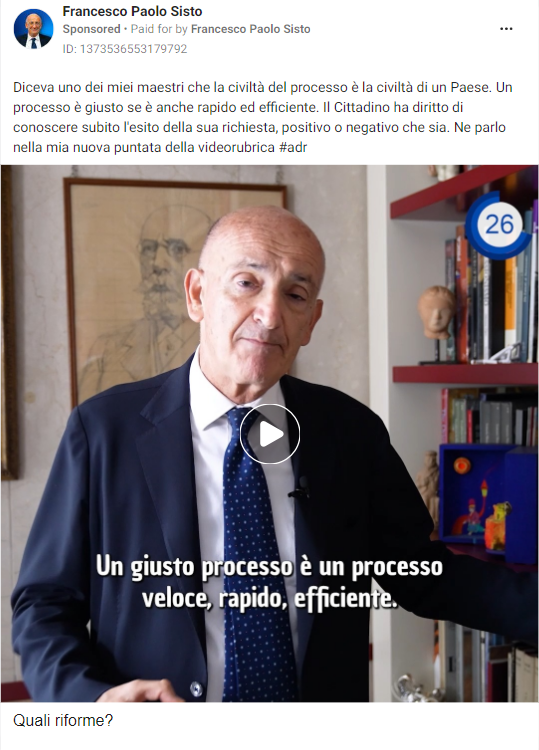 Francesco Paolo Sisto
Sponsored • Paid for by Francesco Paolo Sisto
ID: 1373536553179792
Diceva uno dei miei maestri che la civiltà del processo è la civiltà di un Paese. Un
processo è giusto se è anche rapido ed efficiente. Il Cittadino ha diritto di
conoscere subito l'esito della sua richiesta, positivo o negativo che sia. Ne parlo
nella mia nuova puntata della videorubrica #adr
26
Un giusto processo è un processo
veloce, rapido, efficiente.
Quali riforme?